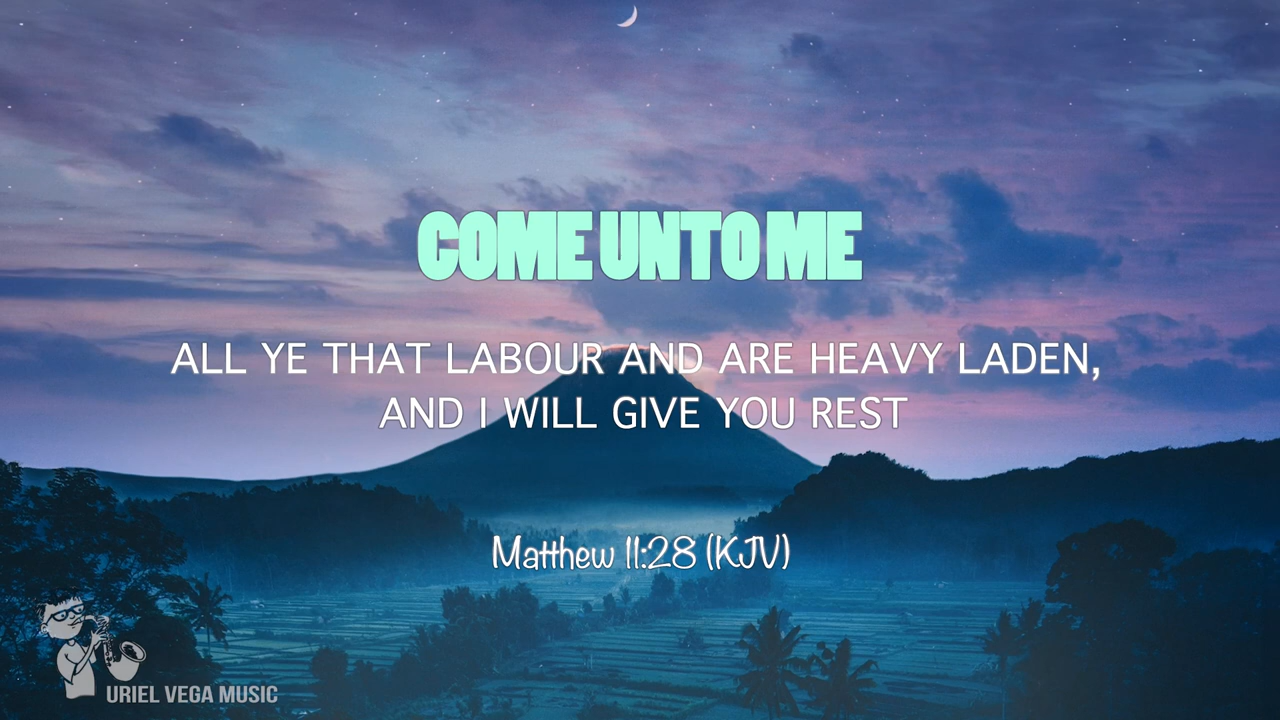 COME UNTO ME
ALL YE THAT LABOUR AND ARE HEAVY LADEN,
AND I WILL GIVE YOU REST
Matthew 11:28 (KJV)
URIEL VEGA MUSIC